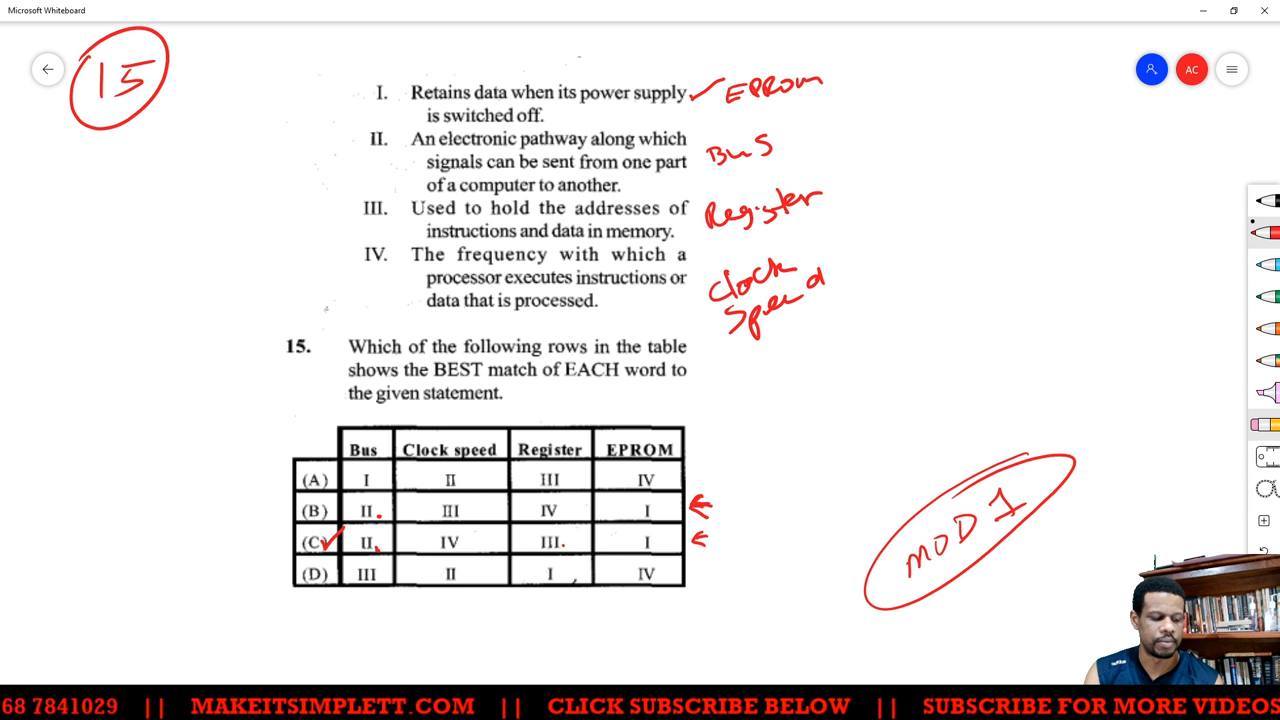 Microsoft Whiteboard
15
AC
I. Retains data when its power supply EPROM
is switched off.
II. An electronic pathway along which
signals can be sent from one part Bus
of a computer to another.
III. Used to hold the addresses of Register
instructions and data in memory.
IV. The frequency with which a
processor executes instructions or Clock
data that is processed. Speed
15. Which of the following rows in the table
shows the BEST match of EACH word to
the given statement.
Bus Clock speed Register EPROM
(A) I II III IV
(B) II III IV I
(C) II IV III I
(D) III II I IV
MOD 1
68 7841029 || MAKEITSIMPLETT.COM || CLICK SUBSCRIBE BELOW || SUBSCRIBE FOR MORE VIDEOS